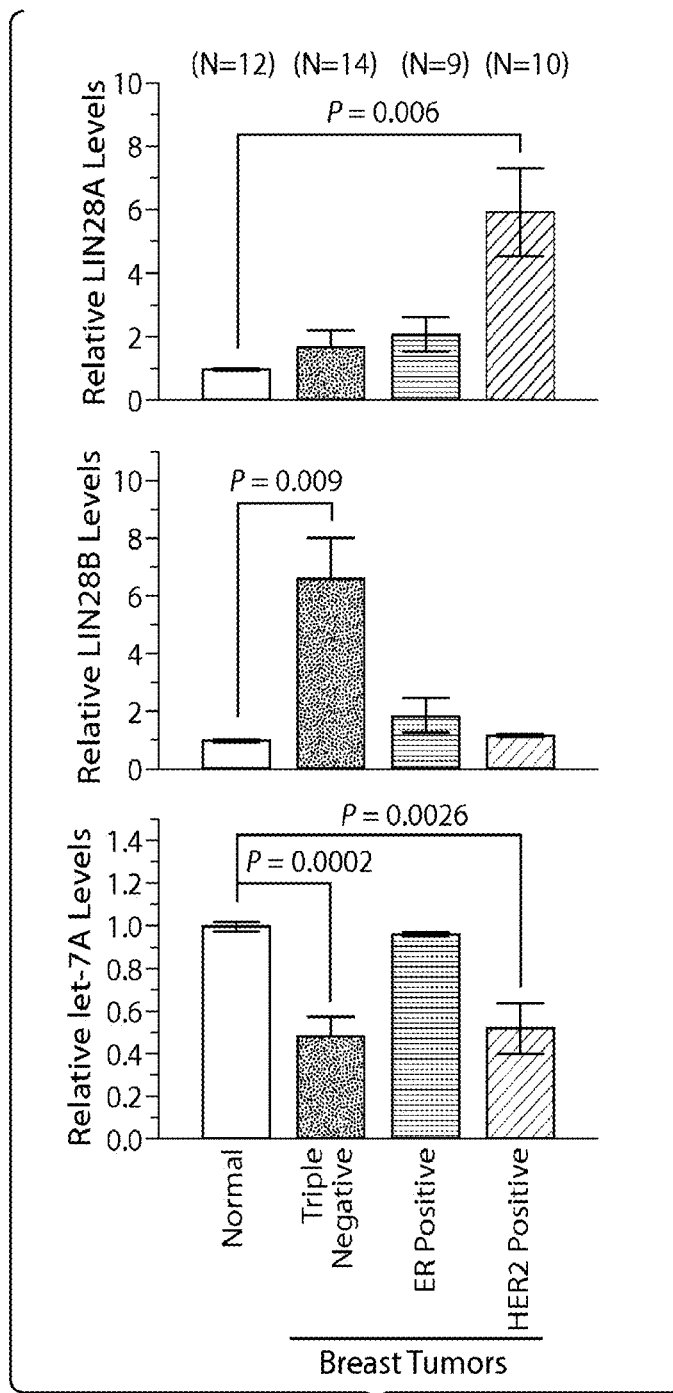 (N=12) (N=14) (N=9) (N=10)
Relative LIN28A Levels
10
8
6
4
2
0
P = 0.006
Relative LIN28B Levels
10
8
6
4
2
0
P = 0.009
Relative let-7A Levels
1.4
1.2
1.0
0.8
0.6
0.4
0.2
0.0
P = 0.0026
P = 0.0002
Normal
Triple
Negative
ER Positive
HER2 Positive
Breast Tumors